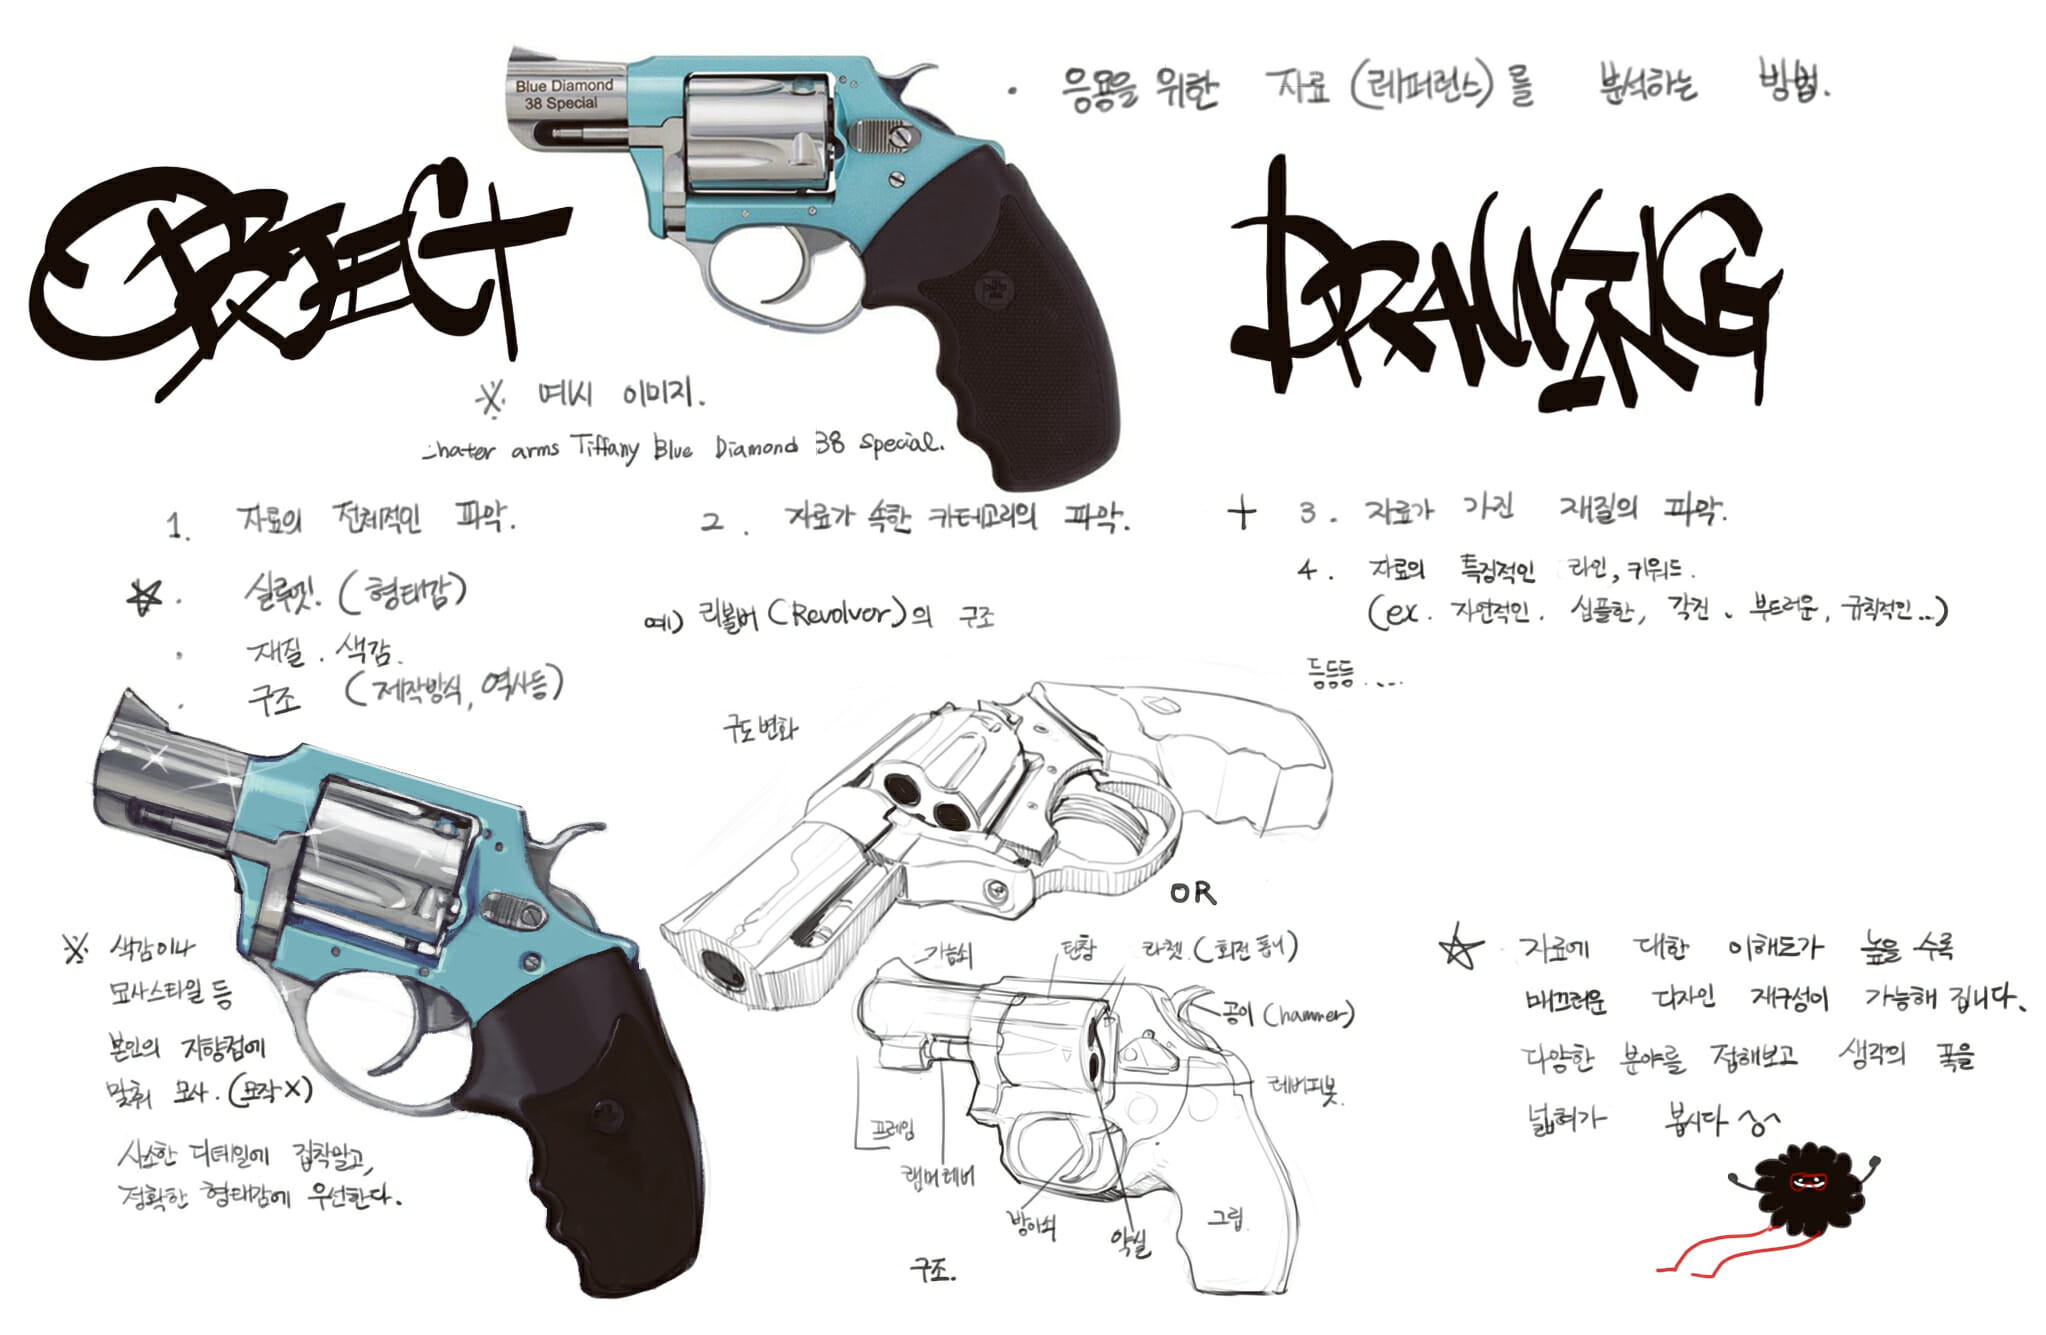 Blue Diamond
38 Special
· 응용을 위한 자료 (레퍼런스)를 분석하는 방법.
OBJECT
DRAWING
※ 예시 이미지.
arms Tiffany Blue Diamond 38 special.
1. 자료의 전체적인 파악.
☆ · 실루엣. (형태감)
· 재질. 색감.
· 구조 (제작방식, 역사등)
2. 자료가 속한 카테고리의 파악.
예) 리볼버 (Revolvor)의 구조
+ 3. 자료가 가진 재질의 파악.
4. 자료의 특징적인 라인, 키워드.
(ex. 자연적인. 심플한, 각진、부드러운, 규칙적인...)
등등등....
구도변화
OR
※ 색감이나
묘사스타일 등
본인의 지향점에
맞춰 묘사. (모작X)
사소한 디테일에 집착말고,
정확한 형태감에 우선한다.
가늠쇠
탄창
라쳇. (회전 톱니)
공이 (hammer)
레버피봇.
프레임
램머레버
방아쇠
약실
그립.
구조.
☆ 자료에 대한 이해도가 높을 수록
매끄러운 디자인 재구성이 가능해 집니다.
다양한 분야를 접해보고 생각의 폭을
넓혀가 봅시다 ^o^